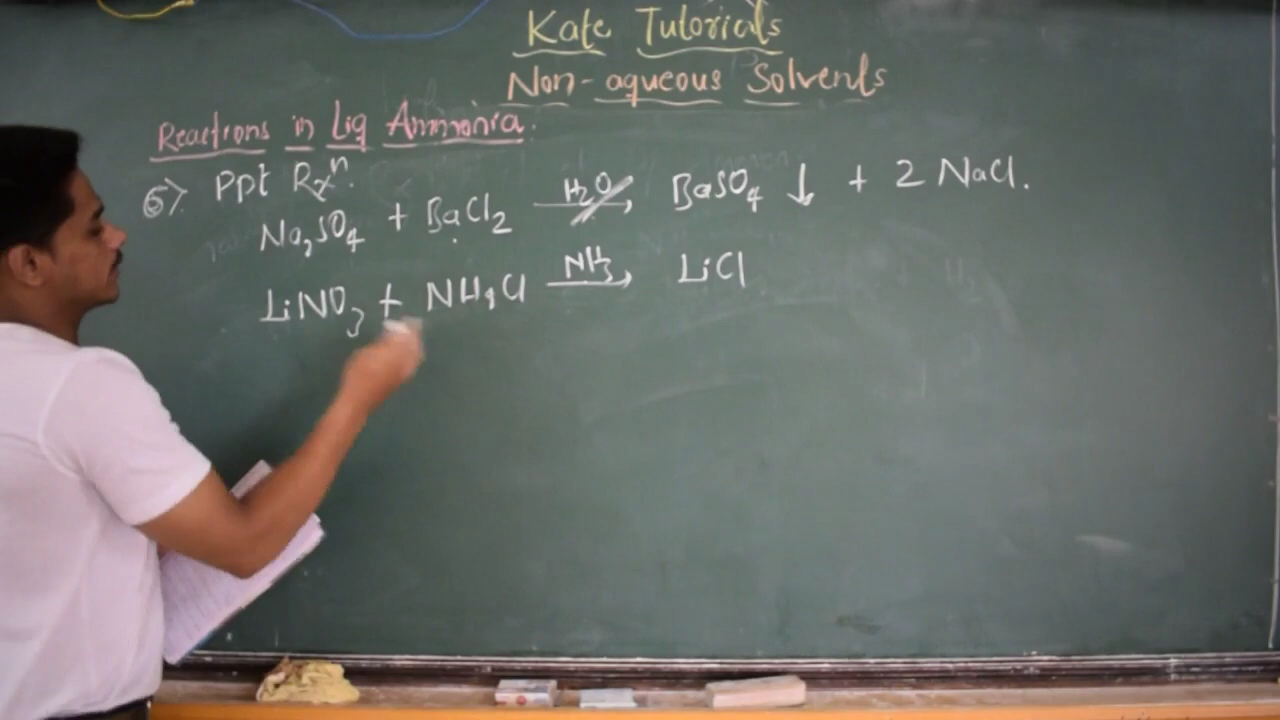 Kate Tutorials
Non-aqueous Solvents
Reactions in Liq Ammonia.
6> Ppt Rxⁿ.
Na₂SO₄ + BaCl₂ H₂O→ BaSO₄ ↓ + 2 NaCl.
LiNO₃ + NH₄Cl NH₃→ LiCl